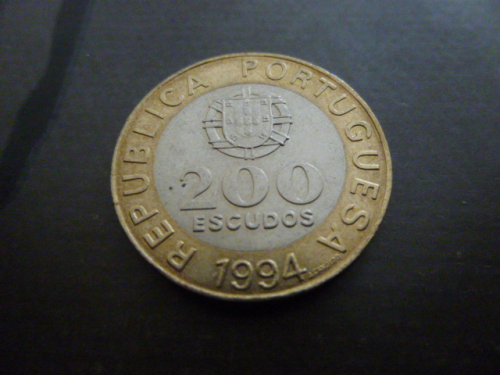 REPUBLICA PORTUGUESA
200
ESCUDOS
1994